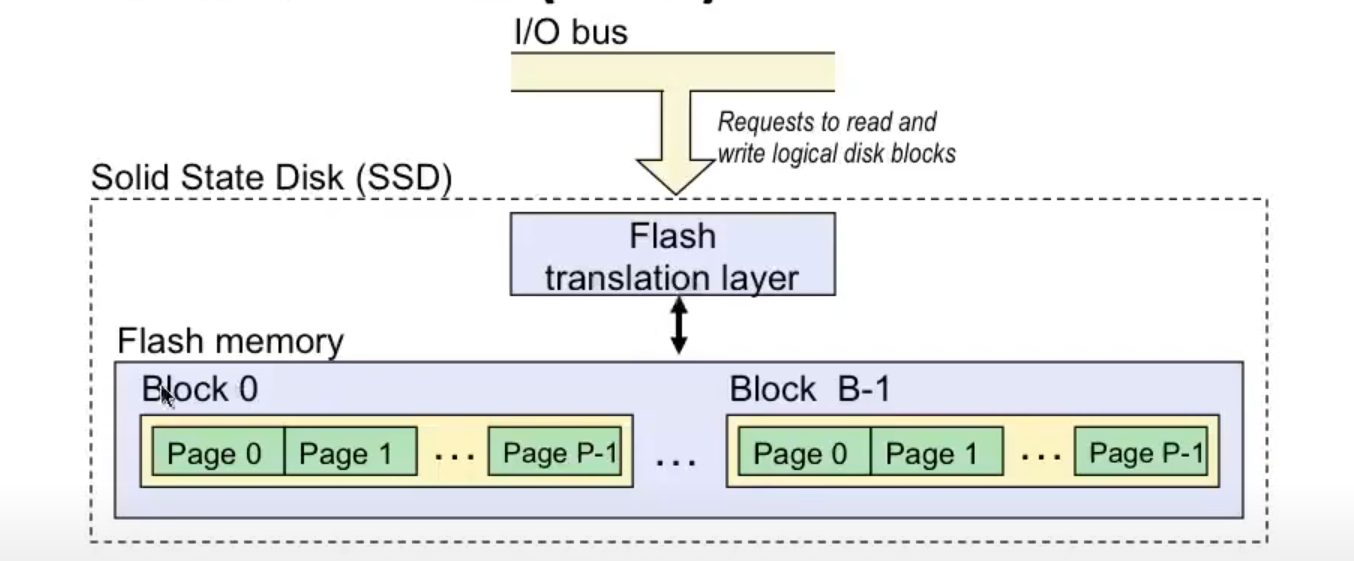 I/O bus
Requests to read and
write logical disk blocks
Solid State Disk (SSD)
Flash
translation layer
Flash memory
Block 0
Block B-1
Page 0 Page 1 ... Page P-1 ... Page 0 Page 1 ... Page P-1